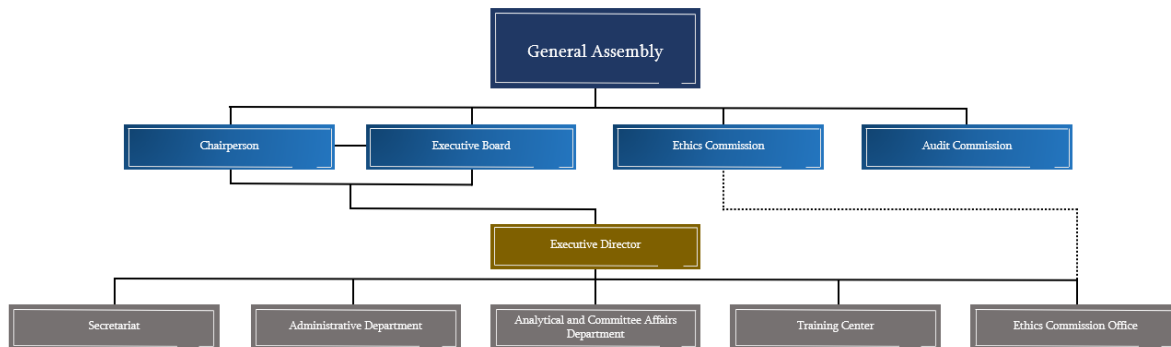 General Assembly
Chairperson
Executive Board
Ethics Commission
Audit Commission
Executive Director
Secretariat
Administrative Department
Analytical and Committee Affairs
Department
Training Center
Ethics Commission Office